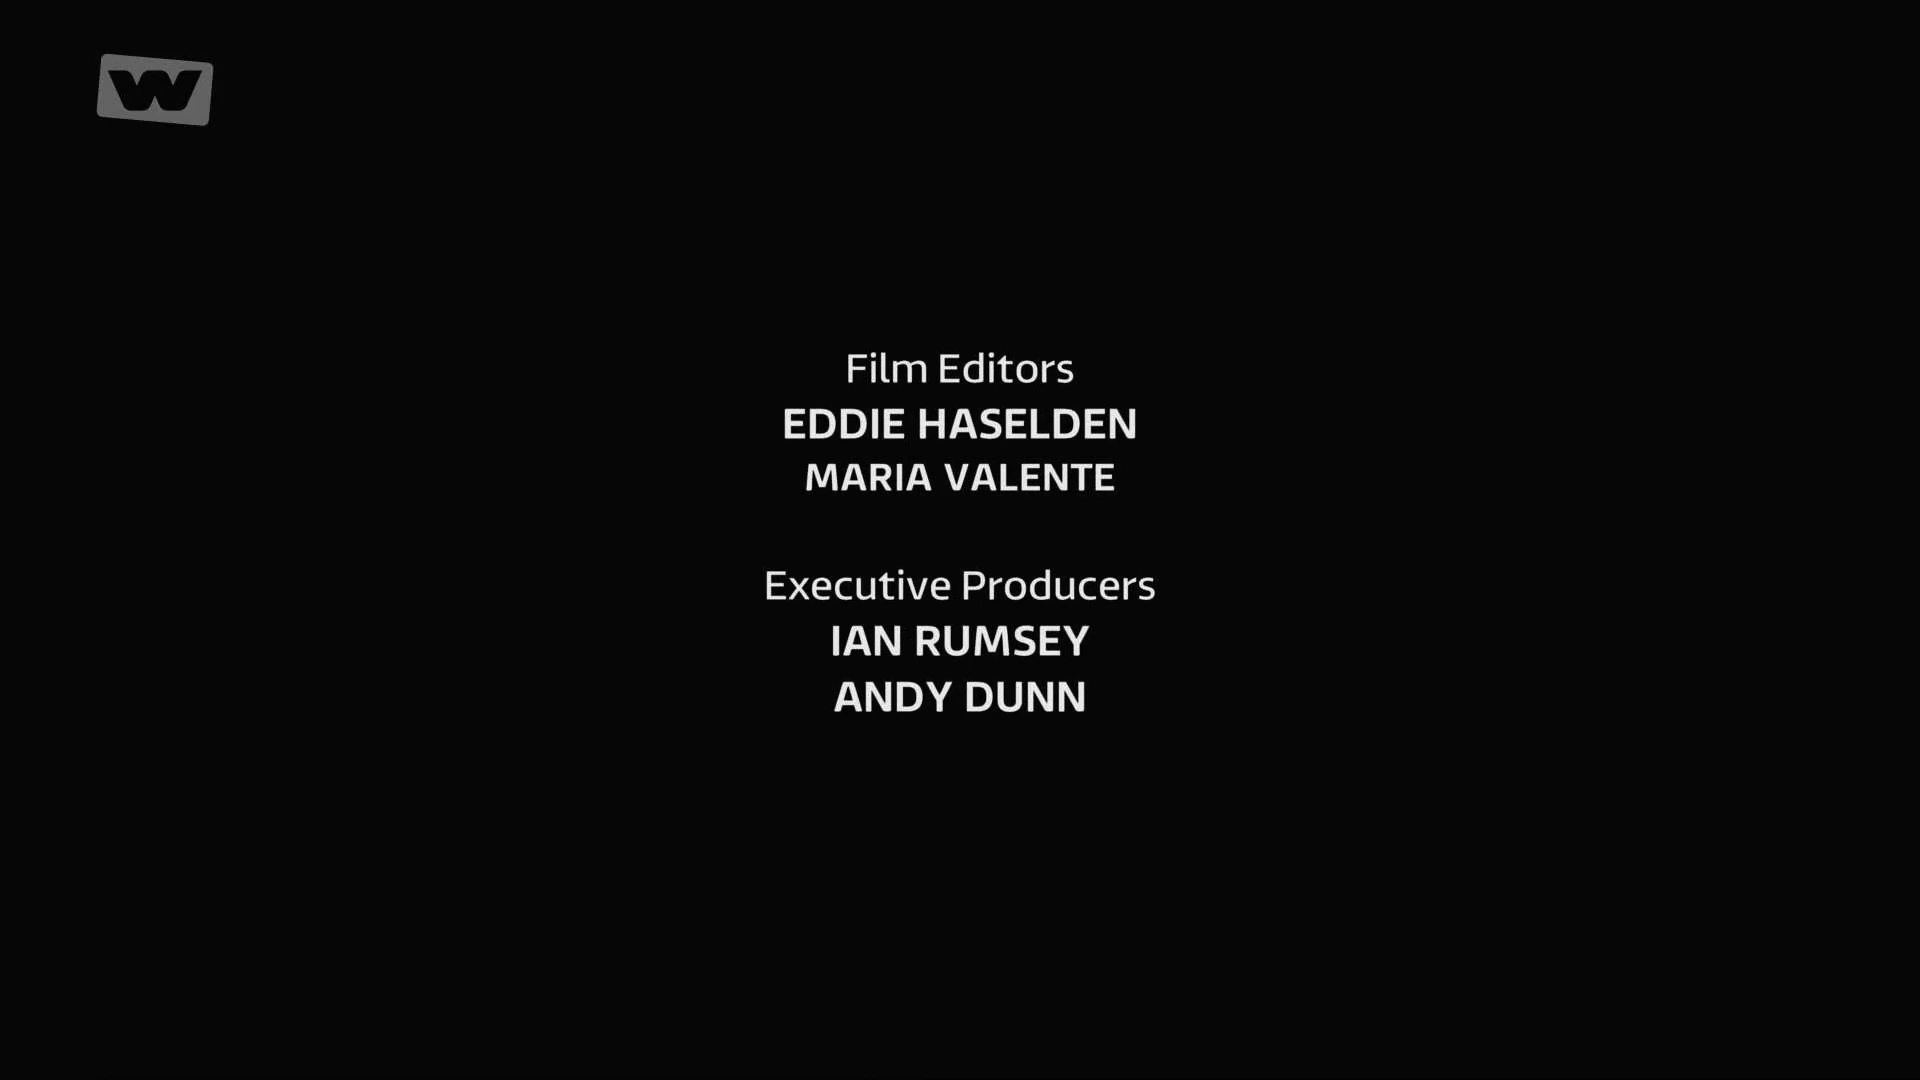 W
Film Editors
EDDIE HASELDEN
MARIA VALENTE
Executive Producers
IAN RUMSEY
ANDY DUNN